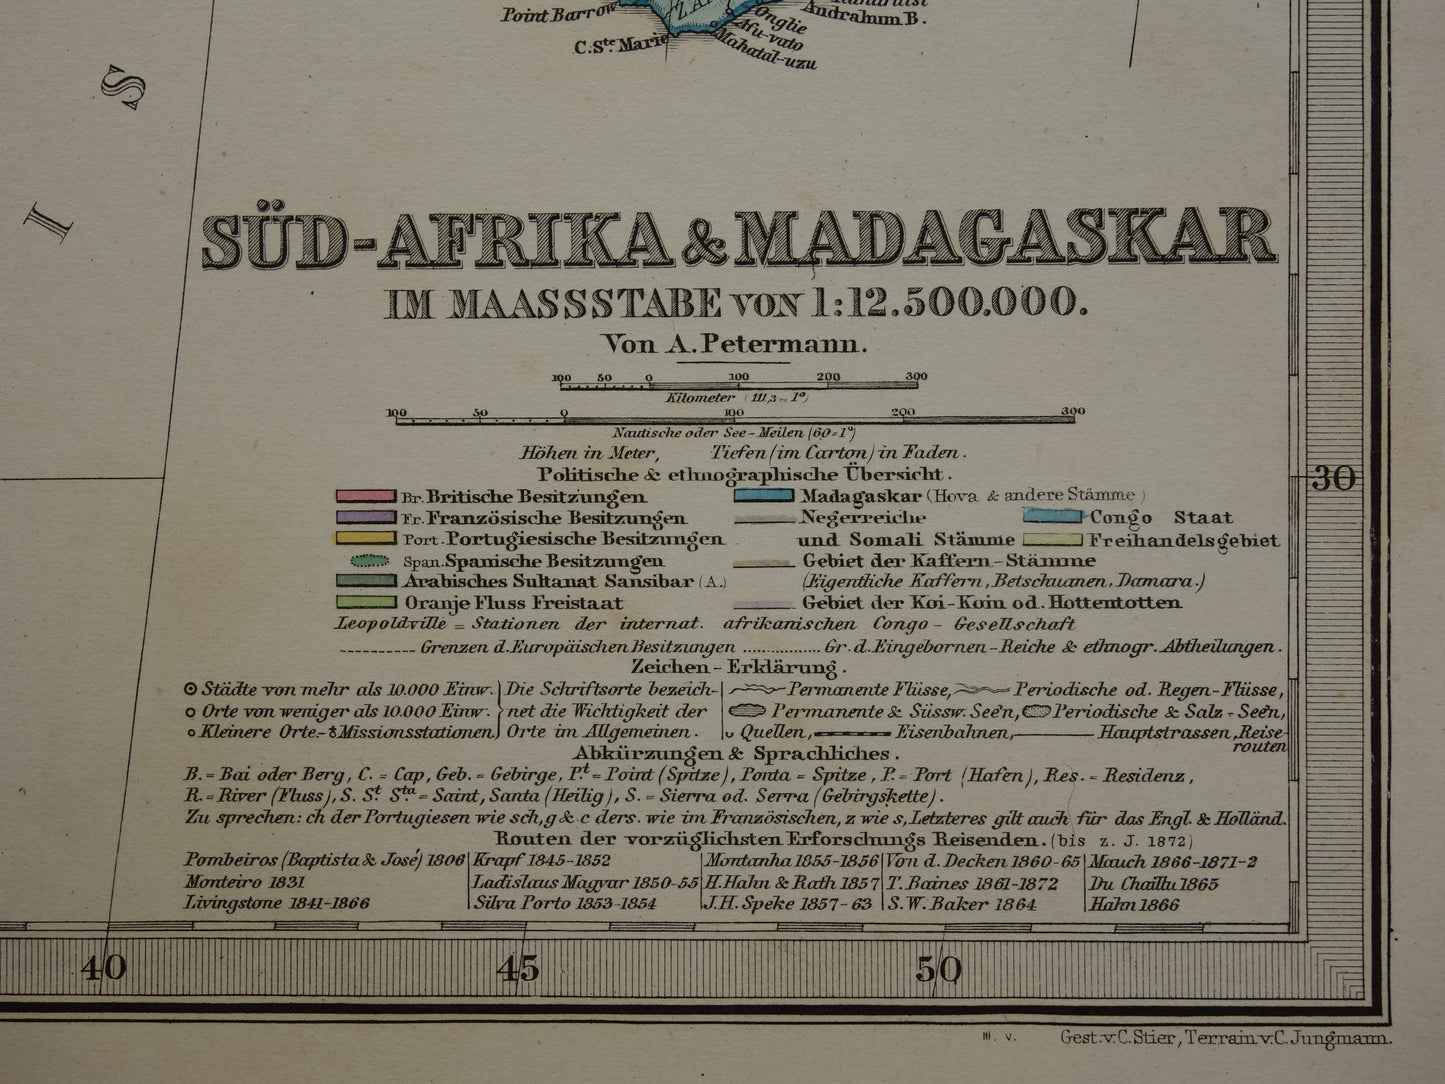 Point Barrow
C. Ste. Marie
Onglie
Afu-vato
Mahatal-uzu
Andrahum B.
S
I
SÜD-AFRIKA & MADAGASKAR
IM MAASSSTABE VON 1:12.500.000.
Von A. Petermann.
100 50 0 100 200 300
Kilometer (111,3 = 1°)
100 50 0 100 200 300
Nautische oder See-Meilen (60=1°)
Höhen in Meter, Tiefen (im Carton) in Faden.
Politische & ethnographische Übersicht.
Br. Britische Besitzungen
Fr. Französische Besitzungen
Port. Portugiesische Besitzungen
Span. Spanische Besitzungen
Arabisches Sultanat Sansibar (A.)
Oranje Fluss Freistaat
Madagaskar (Hova & andere Stämme)
Negerreiche
und Somali Stämme
Gebiet der Kaffern-Stämme
(Eigentliche Kaffern, Betschuanen, Damara.)
Gebiet der Koi-Koin od. Hottentotten
Congo Staat
Freihandelsgebiet
Leopoldville = Stationen der internat. afrikanischen Congo-Gesellschaft
Grenzen d. Europäischen Besitzungen Gr. d. Eingebornen-Reiche & ethnogr. Abtheilungen.
Zeichen-Erklärung.
Städte von mehr als 10.000 Einw.
Orte von weniger als 10.000 Einw.
Kleinere Orte- Missionsstationen
Die Schriftsorte bezeich-
net die Wichtigkeit der
Orte im Allgemeinen.
Permanente Flüsse, Periodische od. Regen-Flüsse,
Permanente & Süssw. Seën, Periodische & Salz-Seën,
Quellen, Eisenbahnen, Hauptstrassen, Reise-
routen
Abkürzungen & Sprachliches.
B. = Bai oder Berg, C. = Cap, Geb. = Gebirge, Pt. = Point (Spitze), Ponta = Spitze, P. = Port (Hafen), Res. = Residenz,
R. = River (Fluss), S. St. Sta. = Saint, Santa (Heilig), S. = Sierra od. Serra (Gebirgskette).
Zu sprechen: ch der Portugiesen wie sch, g & c ders. wie im Französischen, z wie s, Letzteres gilt auch für das Engl. & Holländ.
Routen der vorzüglichsten Erforschungs Reisenden. (bis z. J. 1872)
Pombeiros (Baptista & José) 1806
Monteiro 1831
Livingstone 1841-1866
Krapf 1845-1852
Ladislaus Magyar 1850-55
Silva Porto 1853-1854
Montanha 1855-1856
H. Hahn & Rath 1857
J. H. Speke 1857-63
Von d. Decken 1860-65
T. Baines 1861-1872
S. W. Baker 1864
Mauch 1866-1871-2
Du Chaillu 1865
Hahn 1866
30
40 45 50
Gest. v. C. Stier, Terrain v. C. Jungmann.